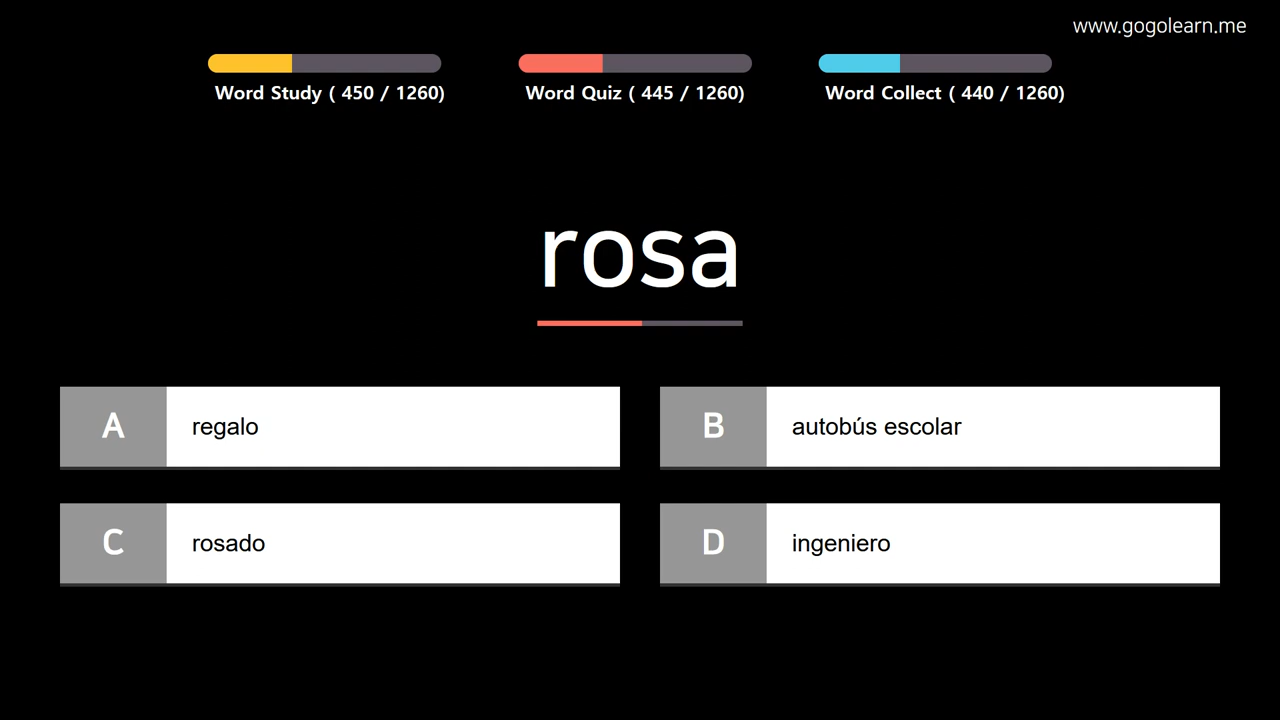 www.gogolearn.me
Word Study ( 450 / 1260)
Word Quiz ( 445 / 1260)
Word Collect ( 440 / 1260)
rosa
A
regalo
B
autobús escolar
C
rosado
D
ingeniero